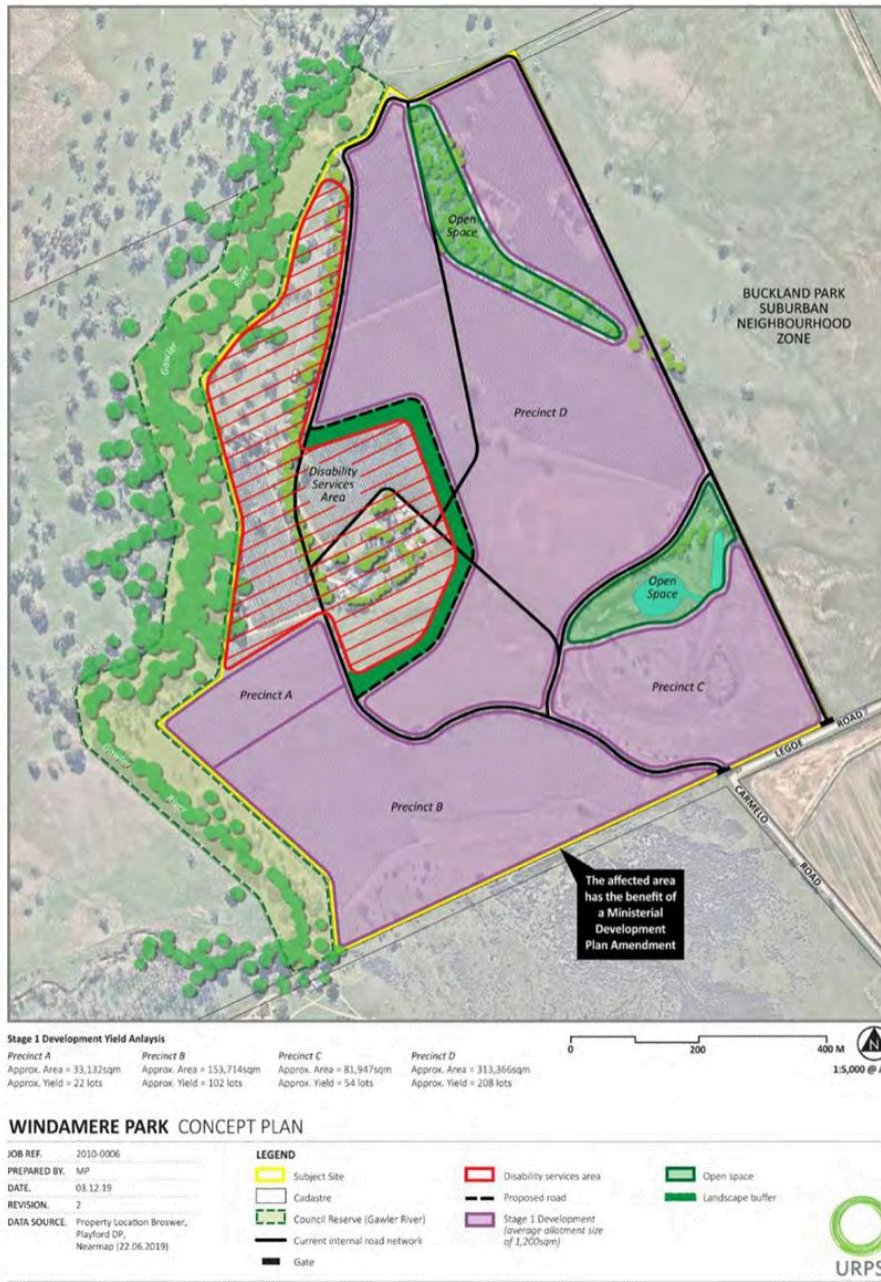 Open
Space
BUCKLAND PARK
SUBURBAN
NEIGHBOURHOOD
ZONE
Gawler
River
Precinct D
Disability
Services
Area
Open
Space
Precinct A
Precinct C
LEGOE ROAD
CARMELO ROAD
Gawler
River
Precinct B
The affected area
has the benefit of
a Ministerial
Development
Plan Amendment
Stage 1 Development Yield Anlaysis
Precinct A
Approx. Area = 33,132sqm
Approx. Yield = 22 lots
Precinct B
Approx. Area = 153,714sqm
Approx. Yield = 102 lots
Precinct C
Approx. Area = 81,947sqm
Approx. Yield = 54 lots
Precinct D
Approx. Area = 313,366sqm
Approx. Yield = 208 lots
0 200 400 M
N
1:5,000 @
WINDAMERE PARK CONCEPT PLAN
JOB REF. 2010-0006
PREPARED BY. MP
DATE. 03.12.19
REVISION. 2
DATA SOURCE. Property Location Broswer,
Playford DP,
Nearmap (22.06.2019)
LEGEND
Subject Site
Cadastre
Council Reserve (Gawler River)
Current internal road network
Gate
Disability services area
Proposed road
Stage 1 Development
(average allotment size
of 1,200sqm)
Open space
Landscape buffer
URPS